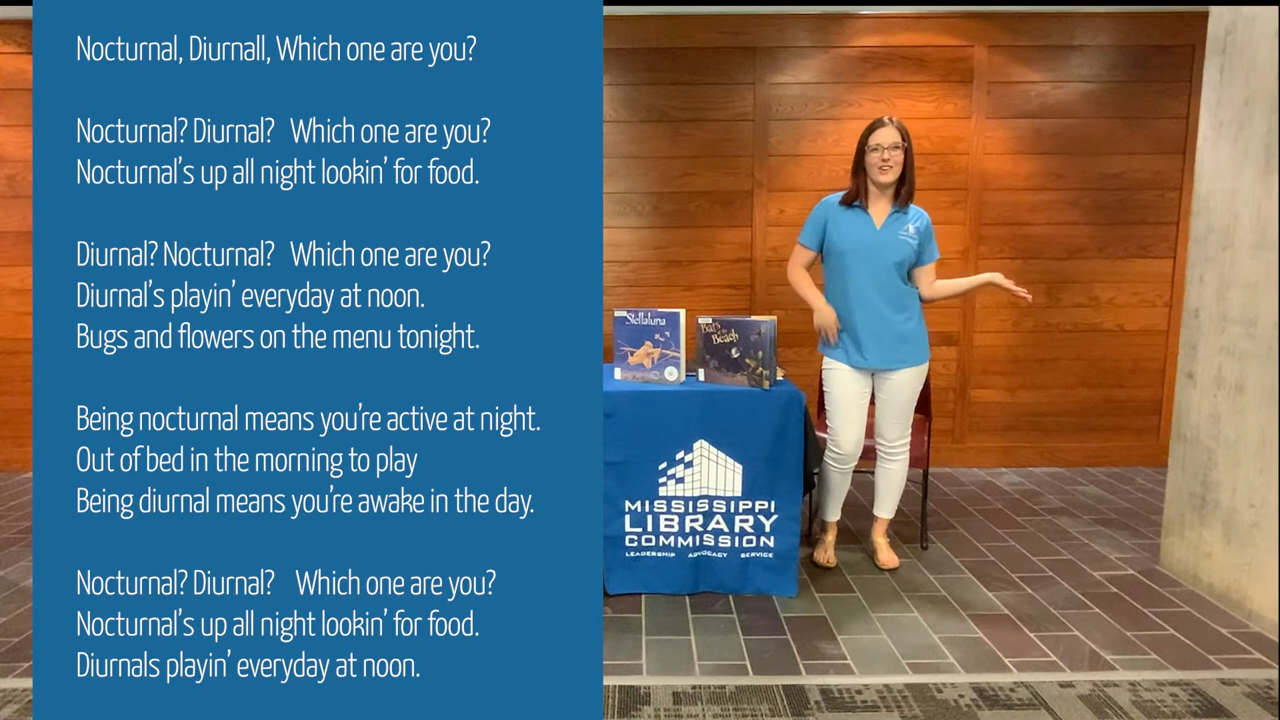 Nocturnal, Diurnall, Which one are you?
Nocturnal? Diurnal? Which one are you?
Nocturnal's up all night lookin' for food.
Diurnal? Nocturnal? Which one are you?
Diurnal's playin' everyday at noon.
Bugs and flowers on the menu tonight.
Being nocturnal means you're active at night.
Out of bed in the morning to play
Being diurnal means you're awake in the day.
Nocturnal? Diurnal? Which one are you?
Nocturnal's up all night lookin' for food.
Diurnals playin' everyday at noon.
Stellaluna
Bats at the
Beach
MISSISSIPPI
LIBRARY
COMMISSION
LEADERSHIP ADVOCACY SERVICE